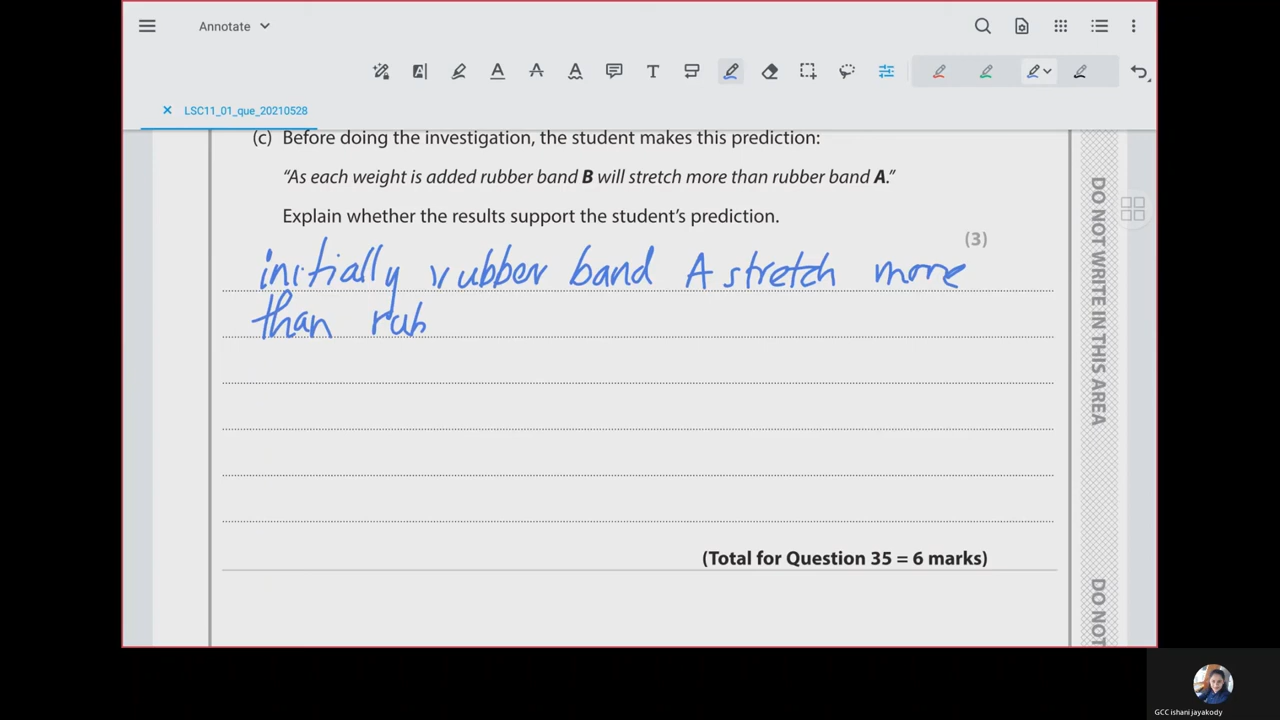 Annotate
LSC11_01_que_20210528
(c) Before doing the investigation, the student makes this prediction:
“As each weight is added rubber band B will stretch more than rubber band A.”
Explain whether the results support the student’s prediction.
(3)
initially rubber band A stretch more
than rub
(Total for Question 35 = 6 marks)
DO NOT WRITE IN THIS AREA
DO NOT
GCC ishani jayakody